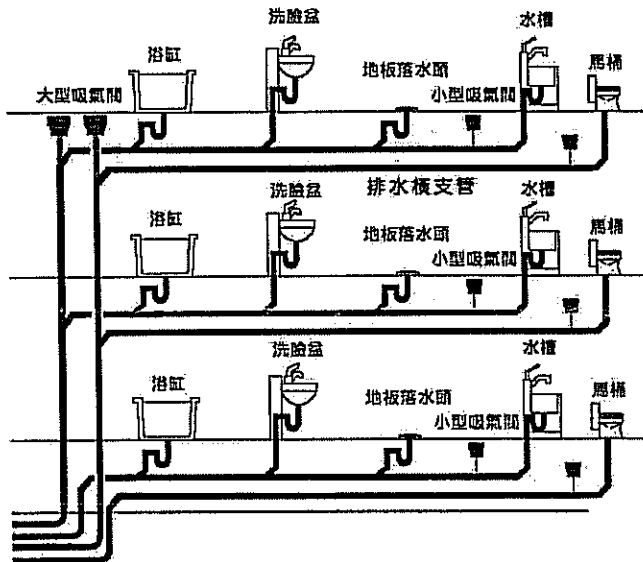 洗臉盆
水槽
浴缸
地板落水頭
馬桶
大型吸氣閥
小型吸氣閥
洗臉盆
排水橫支管
水槽
浴缸
地板落水頭
馬桶
小型吸氣閥
洗臉盆
水槽
浴缸
地板落水頭
馬桶
小型吸氣閥